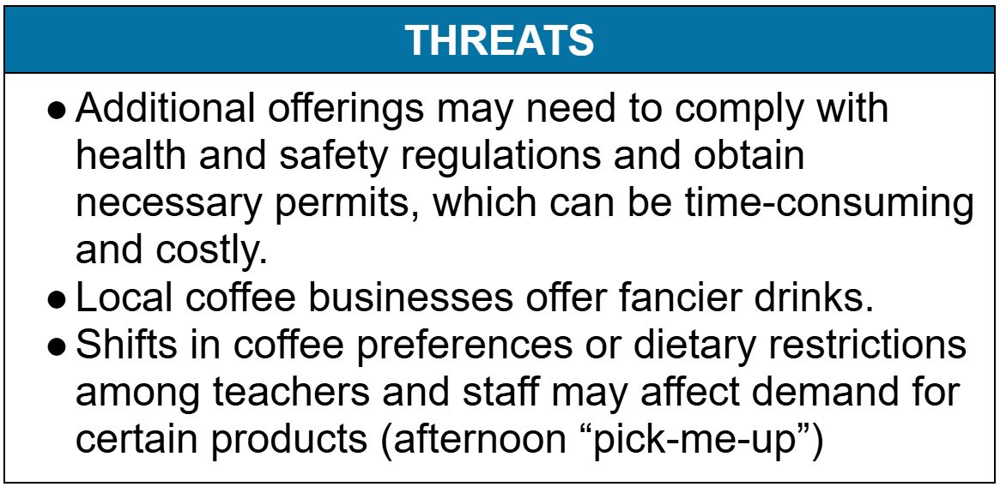 THREATS
● Additional offerings may need to comply with
health and safety regulations and obtain
necessary permits, which can be time-consuming
and costly.
● Local coffee businesses offer fancier drinks.
● Shifts in coffee preferences or dietary restrictions
among teachers and staff may affect demand for
certain products (afternoon “pick-me-up”)